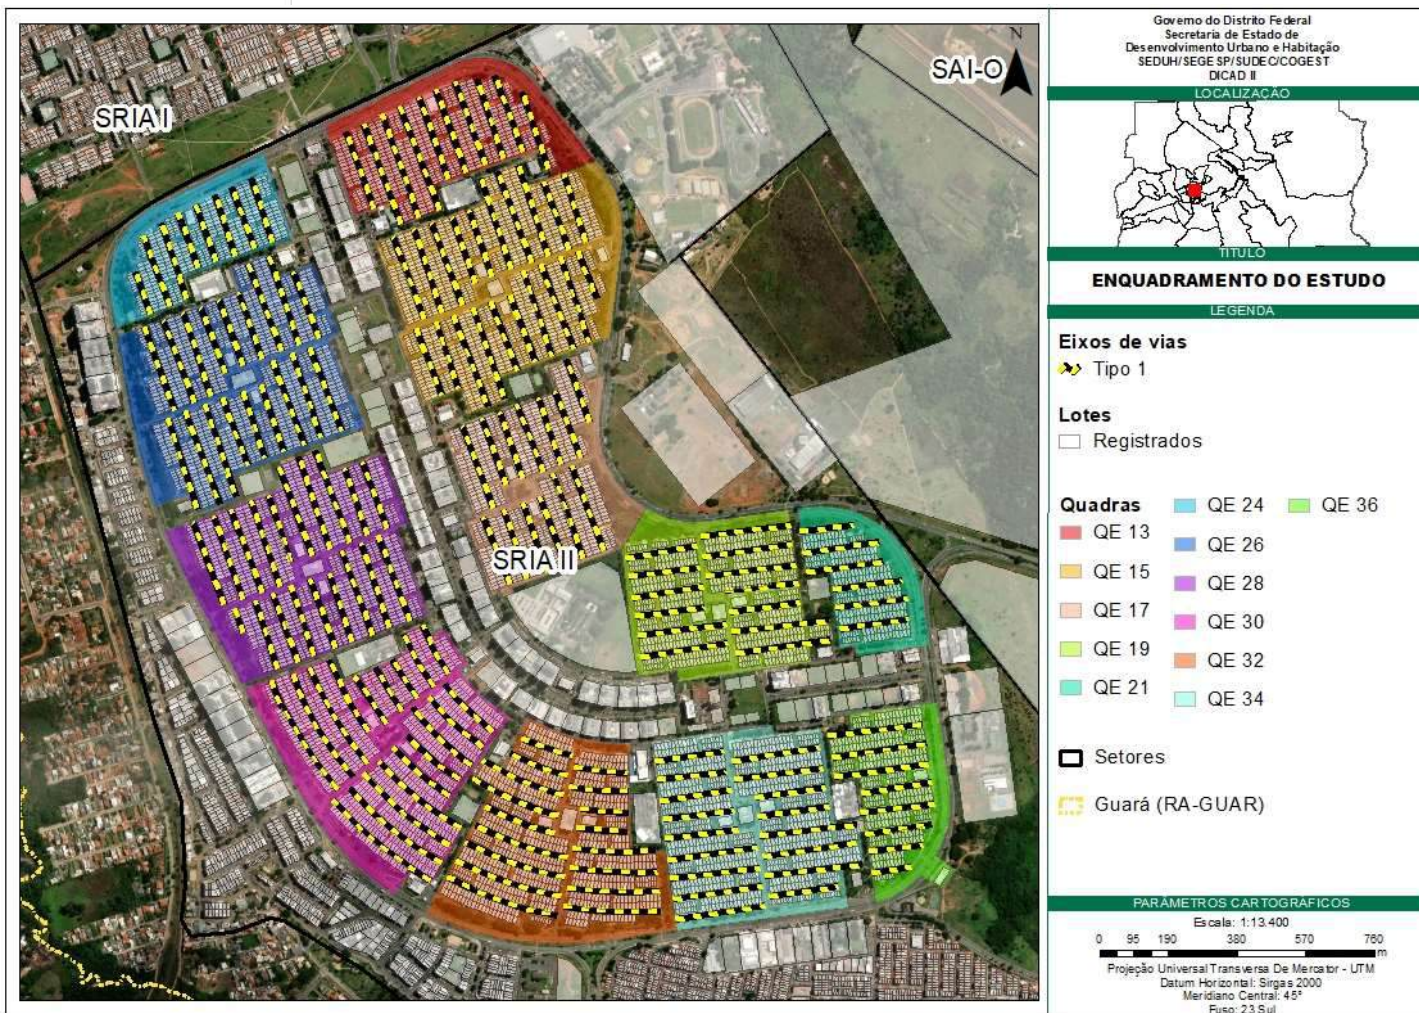 SRIA I
SAI-O
N
SRIA II
Governo do Distrito Federal
Secretaria de Estado de
Desenvolvimento Urbano e Habitação
SEDUH/SEGESP/SUDEC/COGEST
DICAD II
LOCALIZAÇÃO
TÍTULO
ENQUADRAMENTO DO ESTUDO
LEGENDA
Eixos de vias
Tipo 1
Lotes
Registrados
Quadras
QE 13
QE 15
QE 17
QE 19
QE 21
QE 24
QE 26
QE 28
QE 30
QE 32
QE 34
QE 36
Setores
Guará (RA-GUAR)
PARÂMETROS CARTOGRÁFICOS
Escala: 1:13.400
0 95 190 380 570 760
m
Projeção Universal Transversa De Mercator - UTM
Datum Horizontal: Sirgas 2000
Meridiano Central: 45°
Fuso: 23 Sul